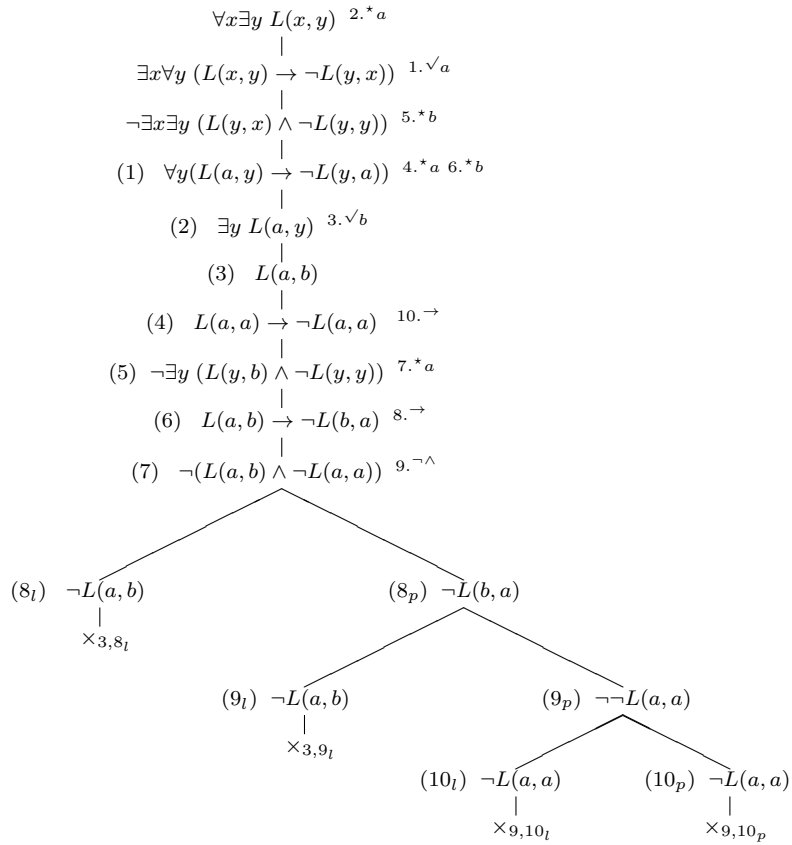 ∀x∃y L(x, y) 2.⋆a
∃x∀y (L(x, y) → ¬L(y, x)) 1.√a
¬∃x∃y (L(y, x) ∧ ¬L(y, y)) 5.⋆b
(1) ∀y(L(a, y) → ¬L(y, a)) 4.⋆a 6.⋆b
(2) ∃y L(a, y) 3.√b
(3) L(a, b)
(4) L(a, a) → ¬L(a, a) 10.→
(5) ¬∃y (L(y, b) ∧ ¬L(y, y)) 7.⋆a
(6) L(a, b) → ¬L(b, a) 8.→
(7) ¬(L(a, b) ∧ ¬L(a, a)) 9.¬∧
(8l) ¬L(a, b) (8p) ¬L(b, a)
×3,8l
(9l) ¬L(a, b) (9p) ¬¬L(a, a)
×3,9l
(10l) ¬L(a, a) (10p) ¬L(a, a)
×9,10l ×9,10p